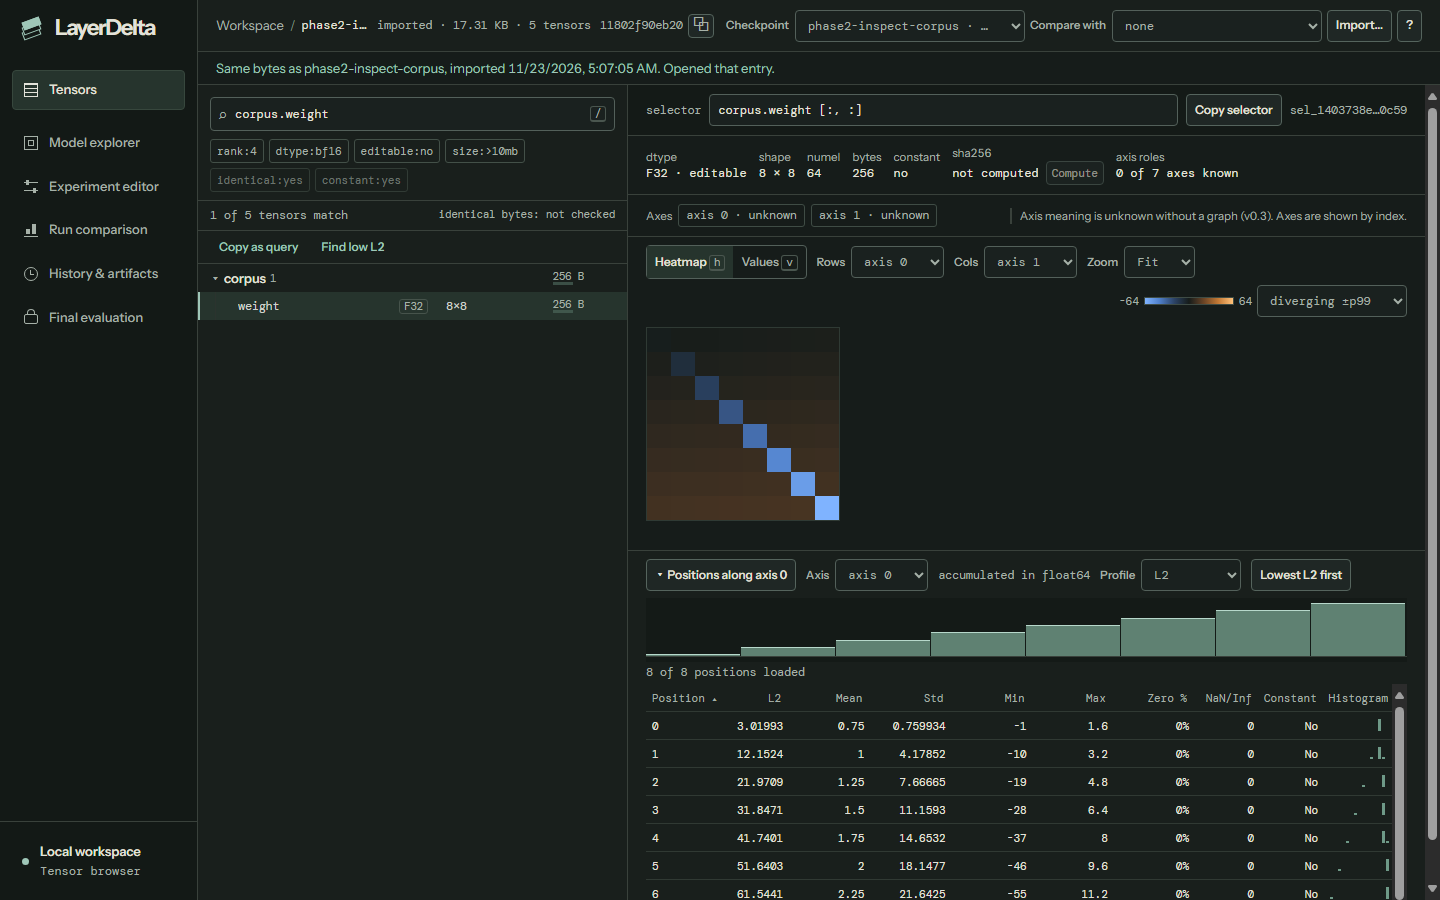 LayerDelta
Workspace / phase2-i… imported · 17.31 KB · 5 tensors 11802f90eb20 Checkpoint phase2-inspect-corpus · … Compare with none Import… ?
Same bytes as phase2-inspect-corpus, imported 11/23/2026, 5:07:05 AM. Opened that entry.
Tensors
Model explorer
Experiment editor
Run comparison
History & artifacts
Final evaluation
Local workspace
Tensor browser
corpus.weight /
rank:4 dtype:bf16 editable:no size:>10mb
identical:yes constant:yes
1 of 5 tensors match identical bytes: not checked
Copy as query Find low L2
corpus 1 256 B
weight F32 8×8 256 B
selector corpus.weight [:, :] Copy selector sel_1403738e…0c59
dtype shape numel bytes constant sha256 axis roles
F32 · editable 8 × 8 64 256 no not computed Compute 0 of 7 axes known
Axes axis 0 · unknown axis 1 · unknown Axis meaning is unknown without a graph (v0.3). Axes are shown by index.
Heatmap h Values v Rows axis 0 Cols axis 1 Zoom Fit
-64 64 diverging ±p99
Positions along axis 0 Axis axis 0 accumulated in float64 Profile L2 Lowest L2 first
8 of 8 positions loaded
Position L2 Mean Std Min Max Zero % NaN/Inf Constant Histogram
0 3.01993 0.75 0.759934 -1 1.6 0% 0 No
1 12.1524 1 4.17852 -10 3.2 0% 0 No
2 21.9709 1.25 7.66665 -19 4.8 0% 0 No
3 31.8471 1.5 11.1593 -28 6.4 0% 0 No
4 41.7401 1.75 14.6532 -37 8 0% 0 No
5 51.6403 2 18.1477 -46 9.6 0% 0 No
6 61.5441 2.25 21.6425 -55 11.2 0% 0 No